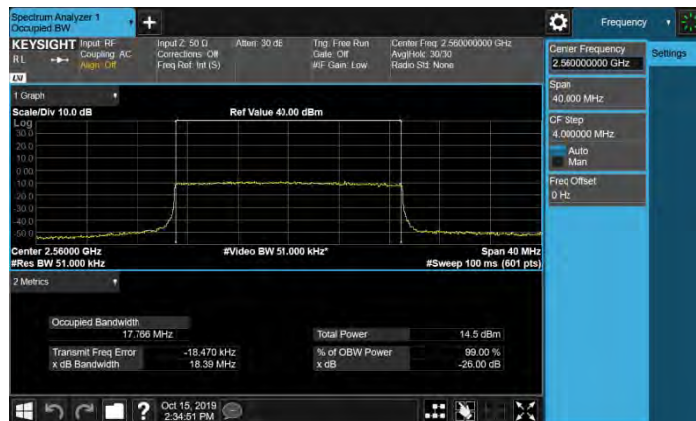 Spectrum Analyzer 1
Occupied BW
+
Frequency
KEYSIGHT Input: RF
RL
Coupling: AC
Align: Off
Input Z: 50 Ω
Corrections: Off
Freq Ref: Int (S)
Atten: 30 dB
Trig: Free Run
Gate: Off
#IF Gain: Low
Center Freq: 2.560000000 GHz
Avg|Hold: 30/30
Radio Std: None
LXI
1 Graph
Scale/Div 10.0 dB
Ref Value 40.00 dBm
Log
30.0
20.0
10.0
0.00
-10.0
-20.0
-30.0
-40.0
-50.0
Center 2.56000 GHz
#Video BW 51.000 kHz*
Span 40 MHz
#Res BW 51.000 kHz
#Sweep 100 ms (601 pts)
2 Metrics
Occupied Bandwidth
17.766 MHz
Total Power
14.5 dBm
Transmit Freq Error
-18.470 kHz
% of OBW Power
99.00 %
x dB Bandwidth
18.39 MHz
x dB
-26.00 dB
?
Oct 15, 2019
2:34:51 PM
Center Frequency
2.560000000 GHz
Settings
Span
40.000 MHz
CF Step
4.000000 MHz
Auto
Man
Freq Offset
0 Hz